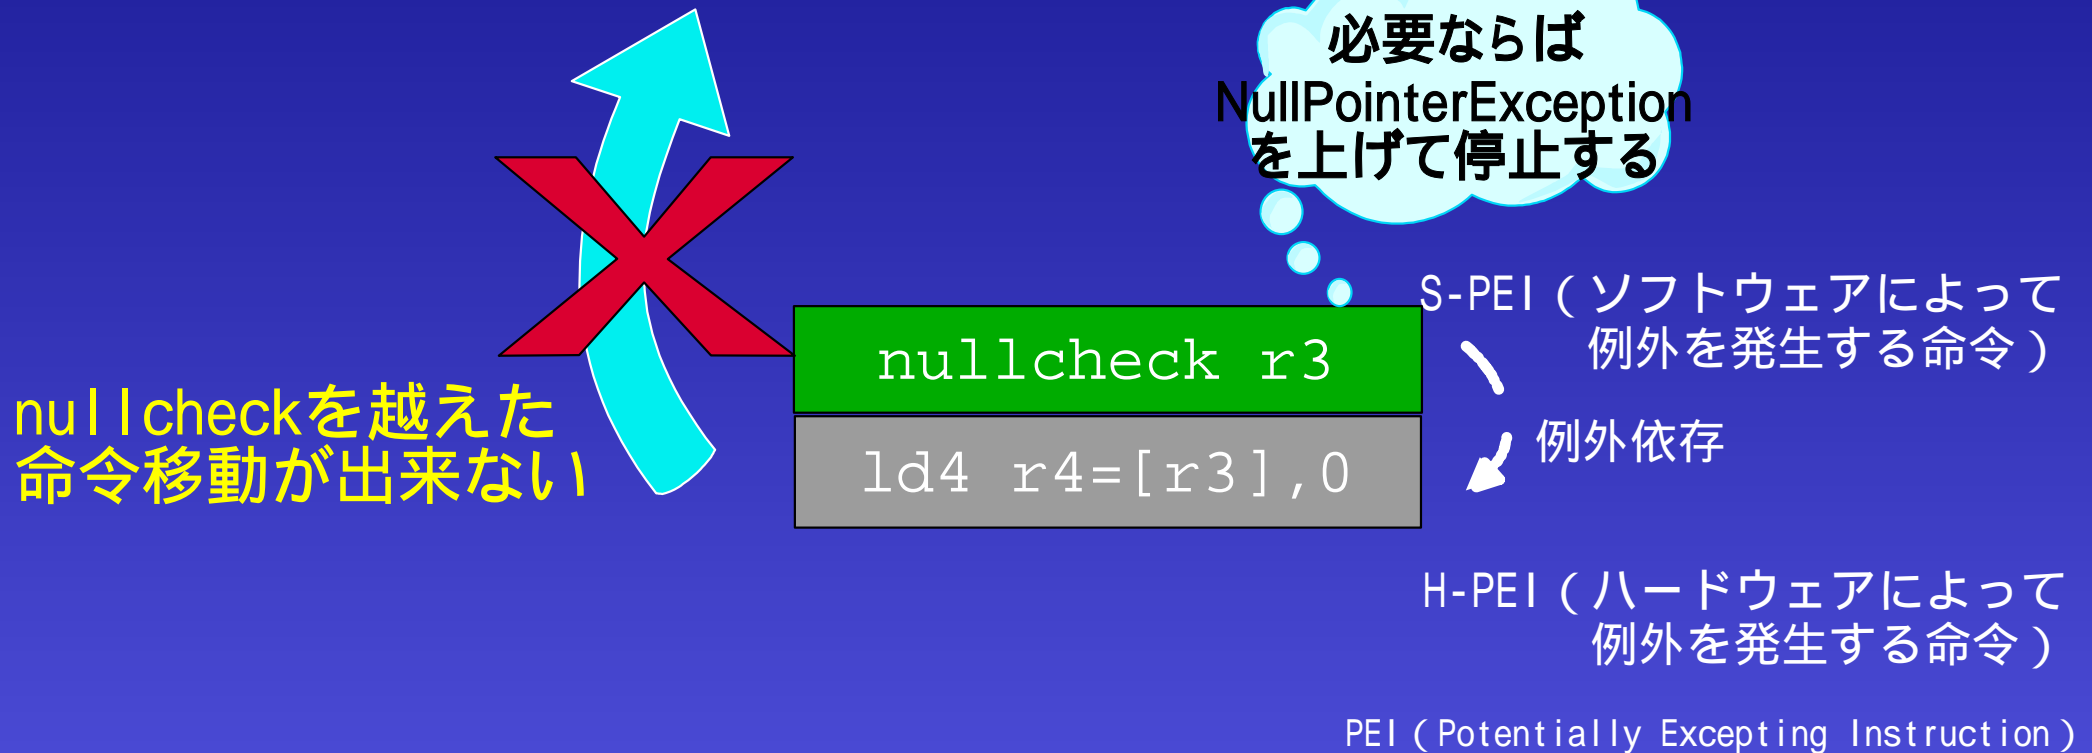 必要ならば
NullPointerException
を上げて停止する
S-PEI（ソフトウェアによって
例外を発生する命令）
nullcheck r3
nullcheckを越えた
命令移動が出来ない
例外依存
ld4 r4=[r3],0
H-PEI（ハードウェアによって
例外を発生する命令）
PEI（Potentially Excepting Instruction）